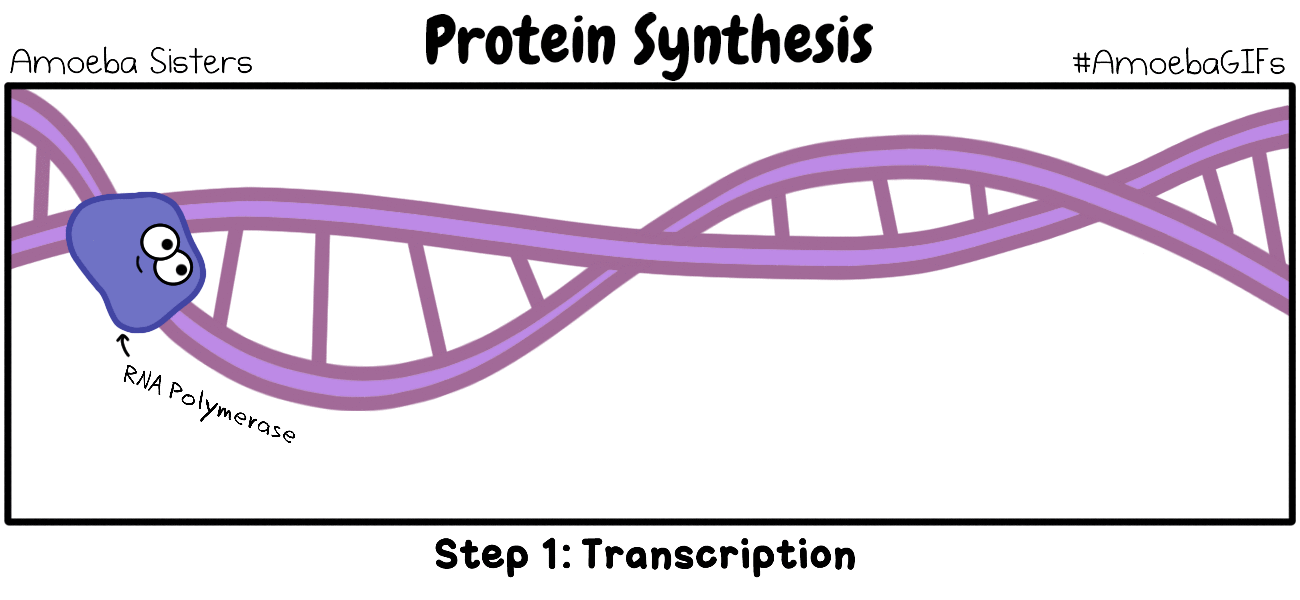 Protein Synthesis
Amoeba Sisters
#AmoebaGIFs
RNA Polymerase
Step 1: Transcription